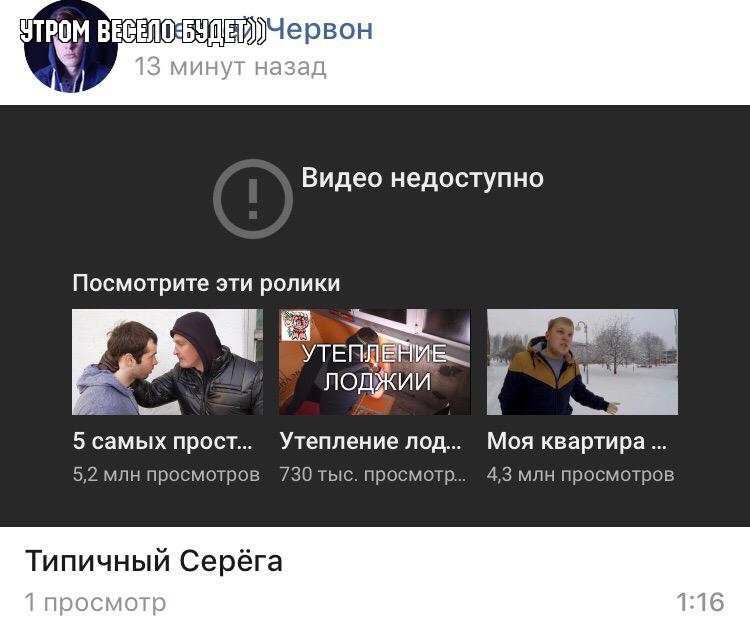 УТРОМ ВЕСЕЛО БУДЕТ))
Червон
13 минут назад
Видео недоступно
Посмотрите эти ролики
УТЕПЛЕНИЕ
ЛОДЖИИ
5 самых прост...
Утепление лод...
Моя квартира ...
5,2 млн просмотров
730 тыс. просмотр...
4,3 млн просмотров
Типичный Серёга
1 просмотр
1:16